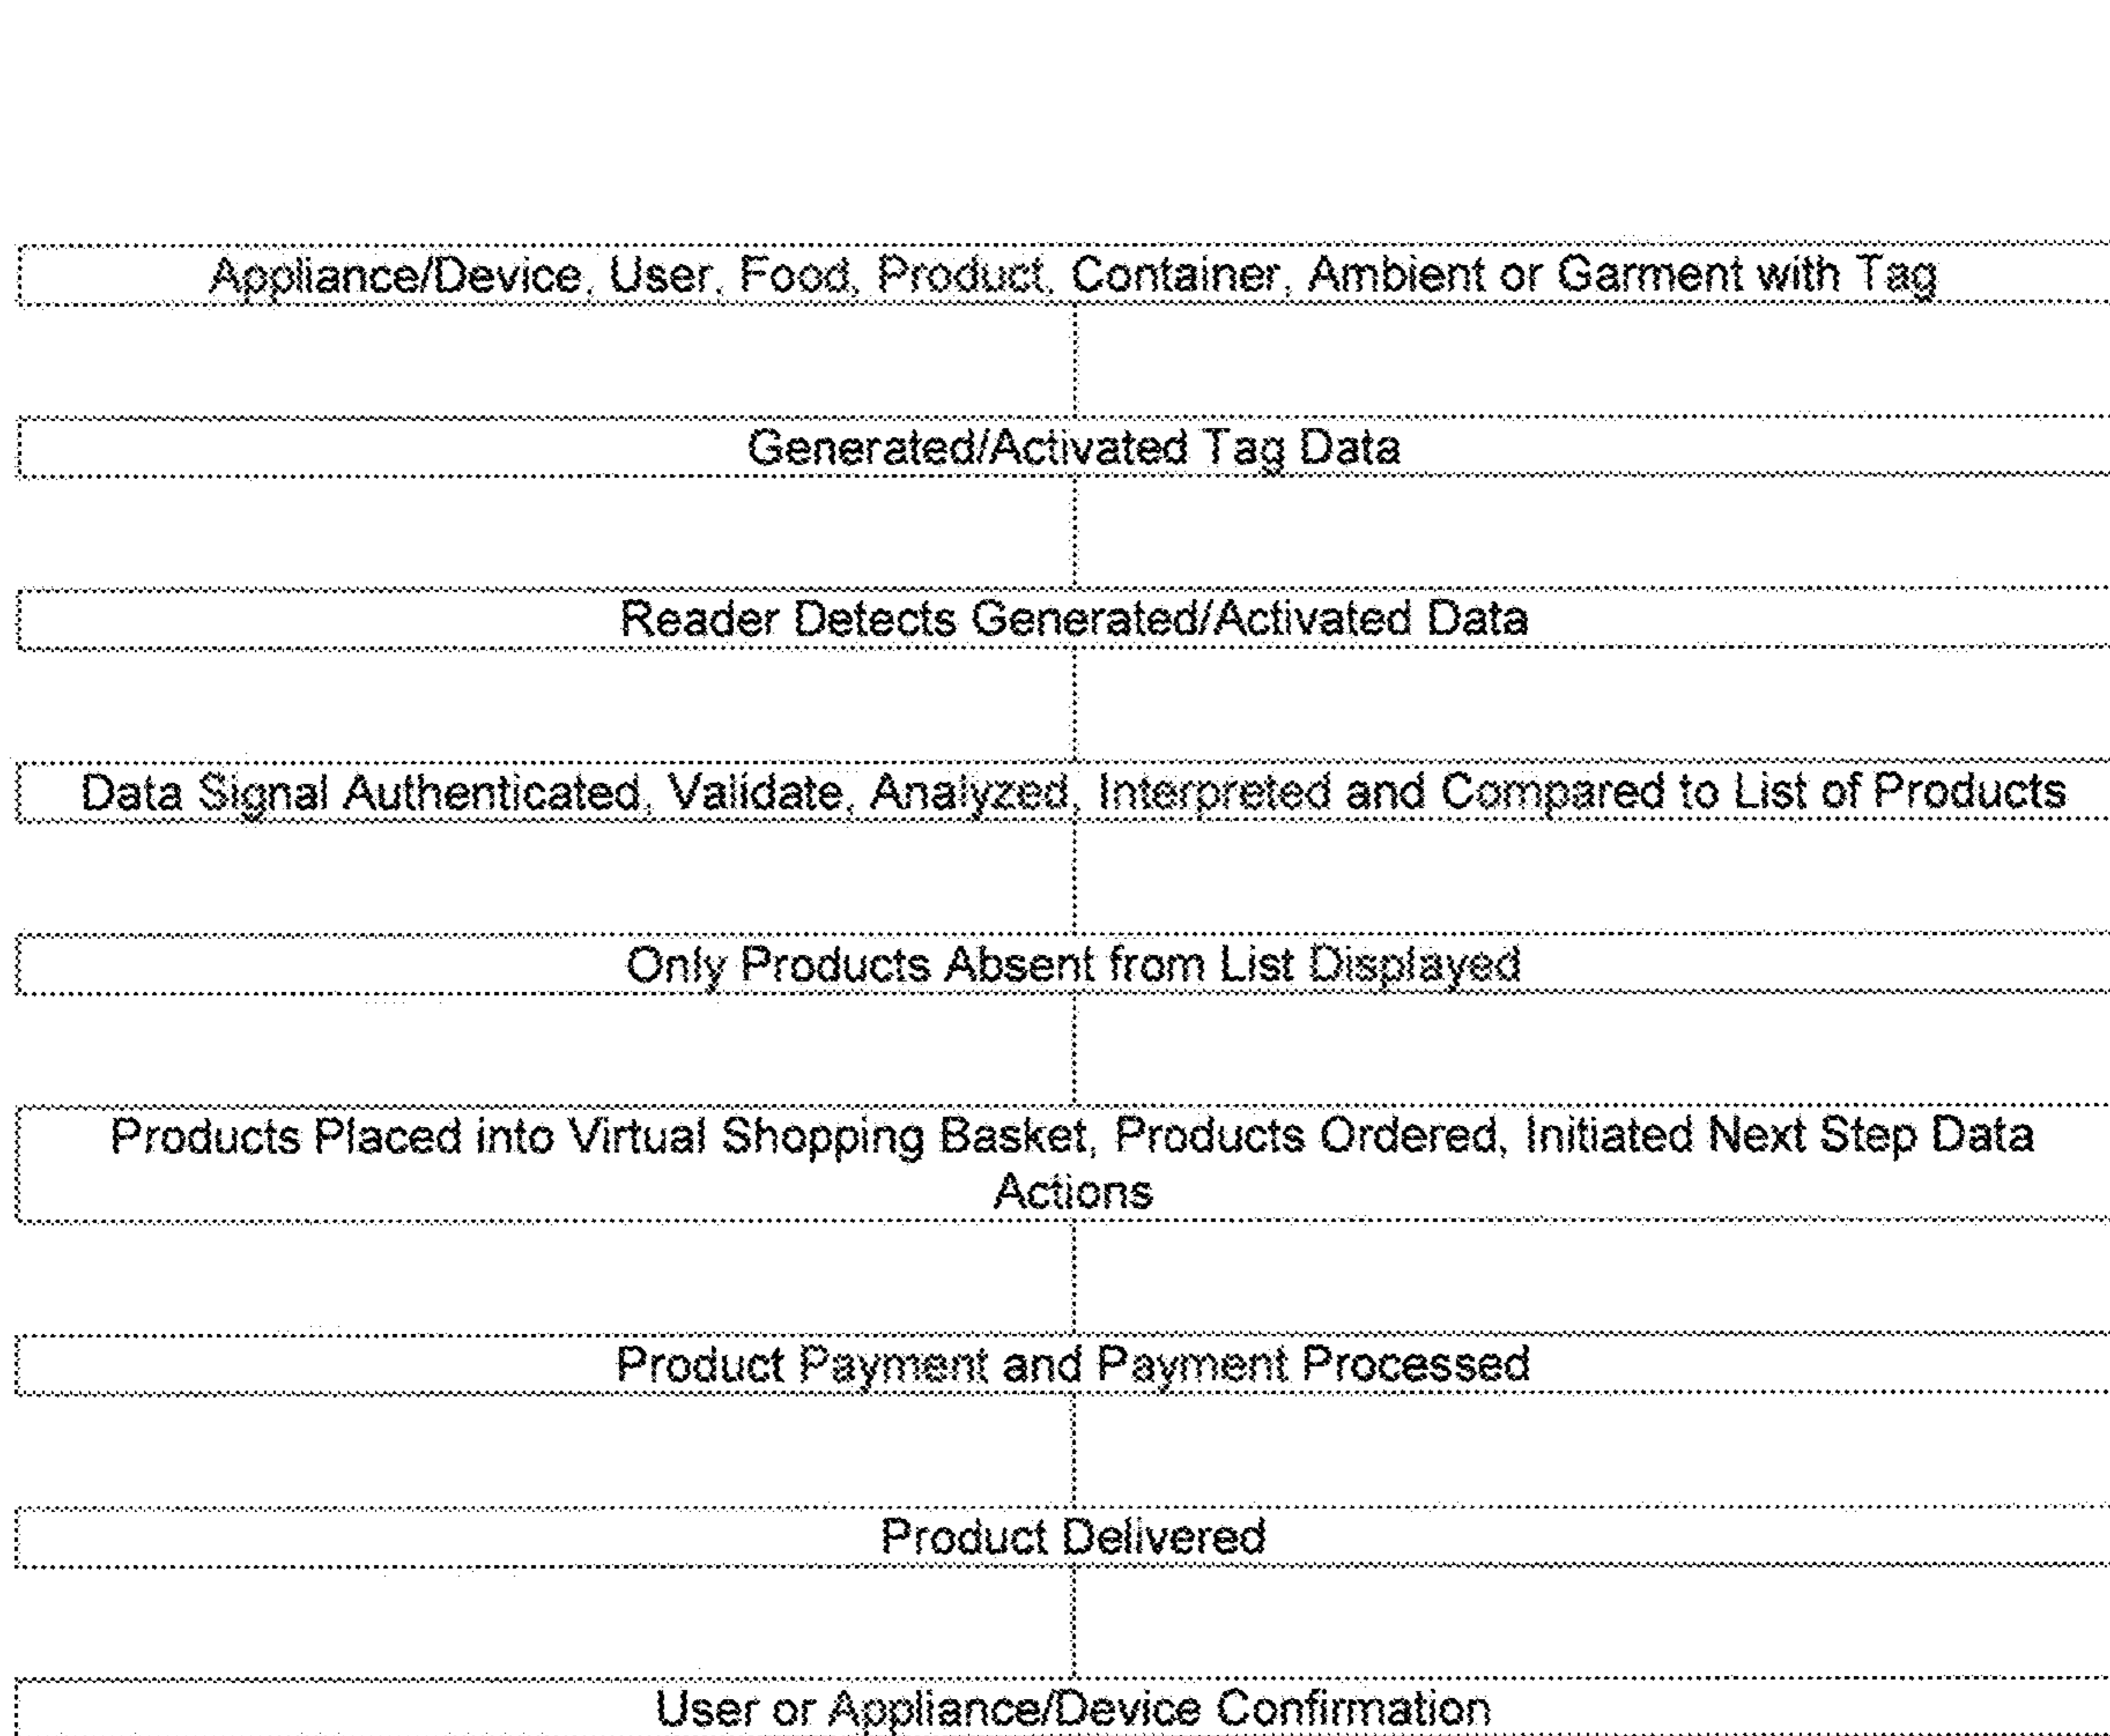 Appliance/Device, User, Food, Product, Container, Ambient or Garment with Tag
Generated/Activated Tag Data
Reader Detects Generated/Activated Data
Data Signal Authenticated, Validate, Analyzed, Interpreted and Compared to List of Products
Only Products Absent from List Displayed
Products Placed into Virtual Shopping Basket, Products Ordered, Initiated Next Step Data
Actions
Product Payment and Payment Processed
Product Delivered
User or Appliance/Device Confirmation